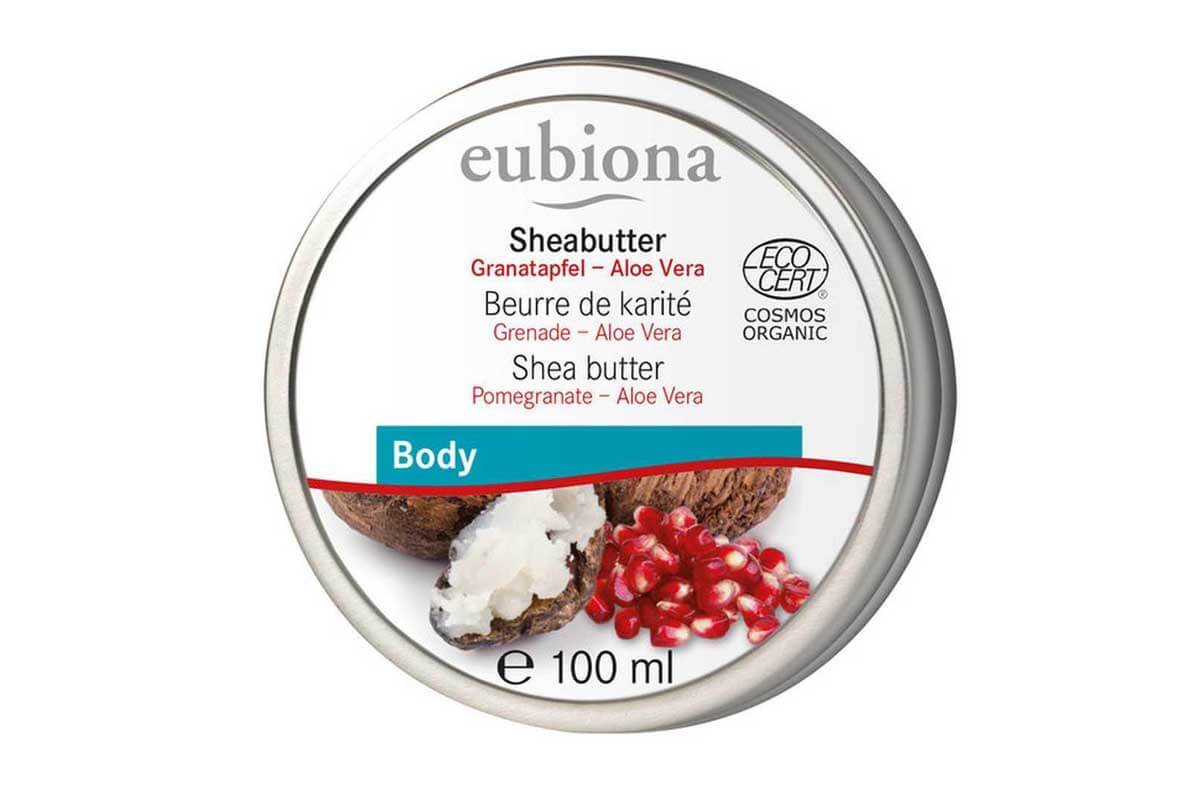 eubiona
Sheabutter
Granatapfel – Aloe Vera
Beurre de karité
Grenade – Aloe Vera
Shea butter
Pomegranate – Aloe Vera
ECO
CERT®
COSMOS
ORGANIC
Body
℮ 100 ml